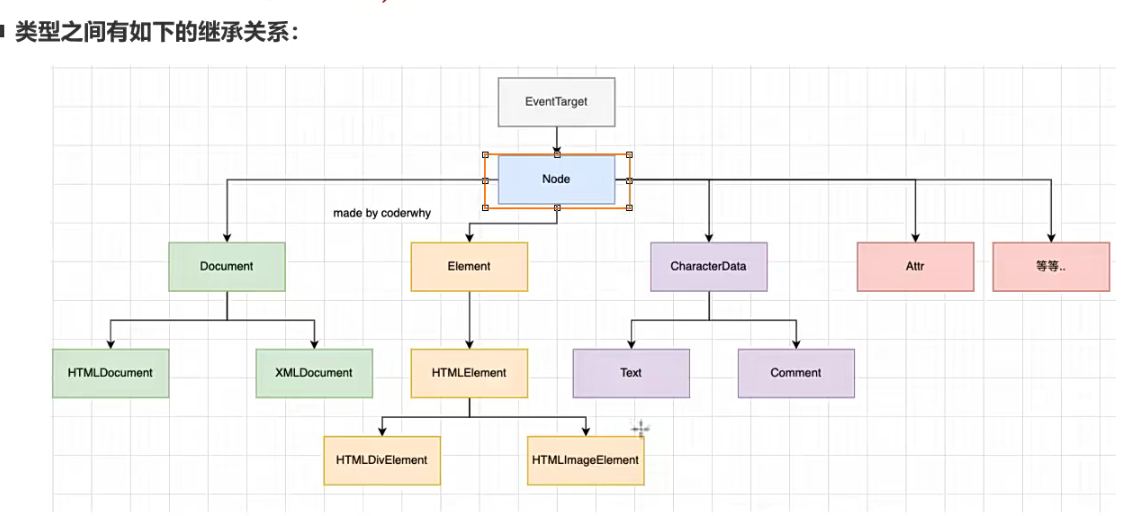 类型之间有如下的继承关系：
EventTarget
Node
made by coderwhy
Document
Element
CharacterData
Attr
等等..
HTMLDocument
XMLDocument
HTMLElement
Text
Comment
HTMLDivElement
HTMLImageElement